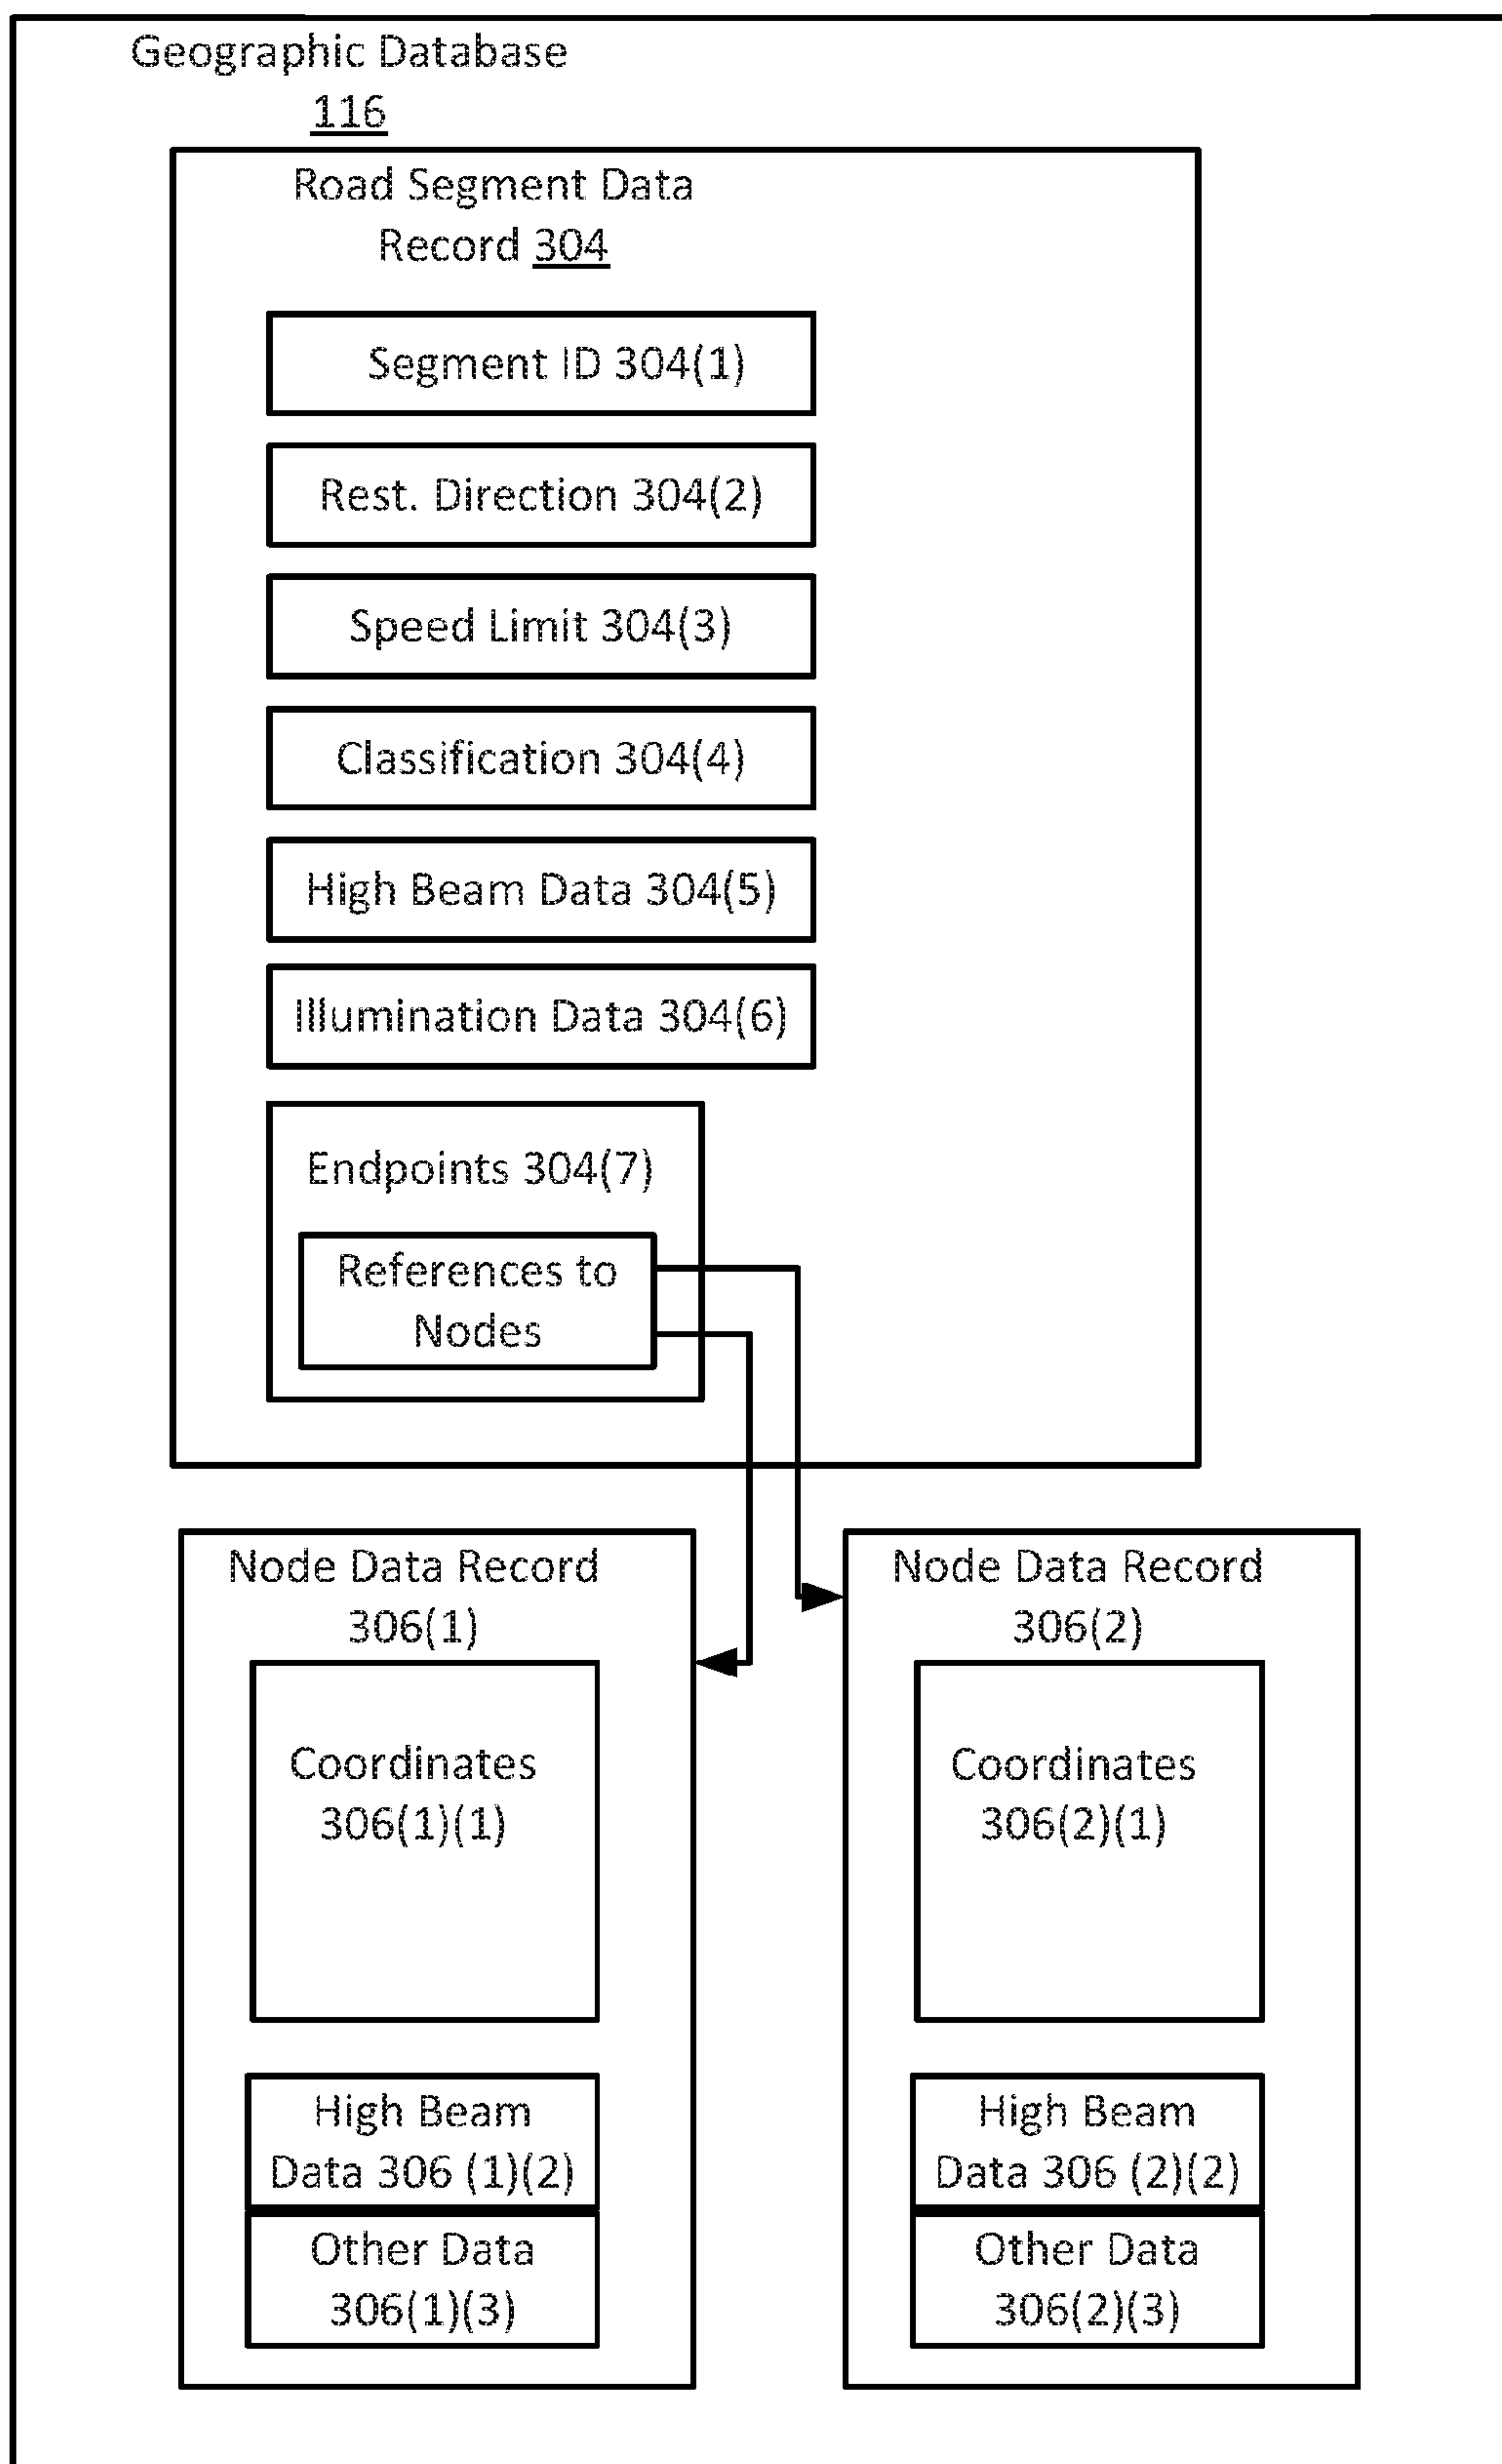 Geographic Database
116
Road Segment Data
Record 304
Segment ID 304(1)
Rest. Direction 304(2)
Speed Limit 304(3)
Classification 304(4)
High Beam Data 304(5)
Illumination Data 304(6)
Endpoints 304(7)
References to
Nodes
Node Data Record
306(1)
Coordinates
306(1)(1)
High Beam
Data 306 (1)(2)
Other Data
306(1)(3)
Node Data Record
306(2)
Coordinates
306(2)(1)
High Beam
Data 306 (2)(2)
Other Data
306(2)(3)